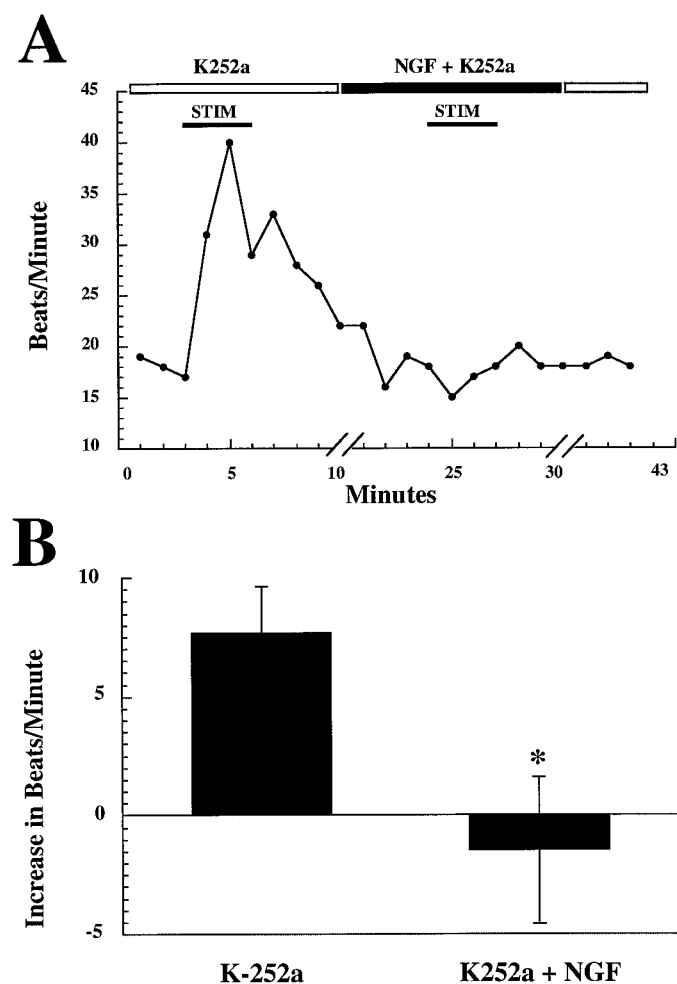 A
K252a
NGF + K252a
STIM
STIM
45
40
35
30
25
20
15
10
Beats/Minute
0
5
10
25
30
43
Minutes
B
10
5
0
-5
Increase in Beats/Minute
*
K-252a
K252a + NGF